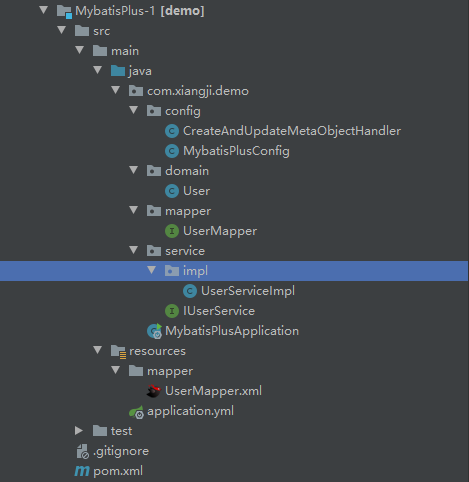 MybatisPlus-1 [demo]
src
main
java
com.xiangji.demo
config
CreateAndUpdateMetaObjectHandler
MybatisPlusConfig
domain
User
mapper
UserMapper
service
impl
UserServiceImpl
IUserService
MybatisPlusApplication
resources
mapper
UserMapper.xml
application.yml
test
.gitignore
pom.xml